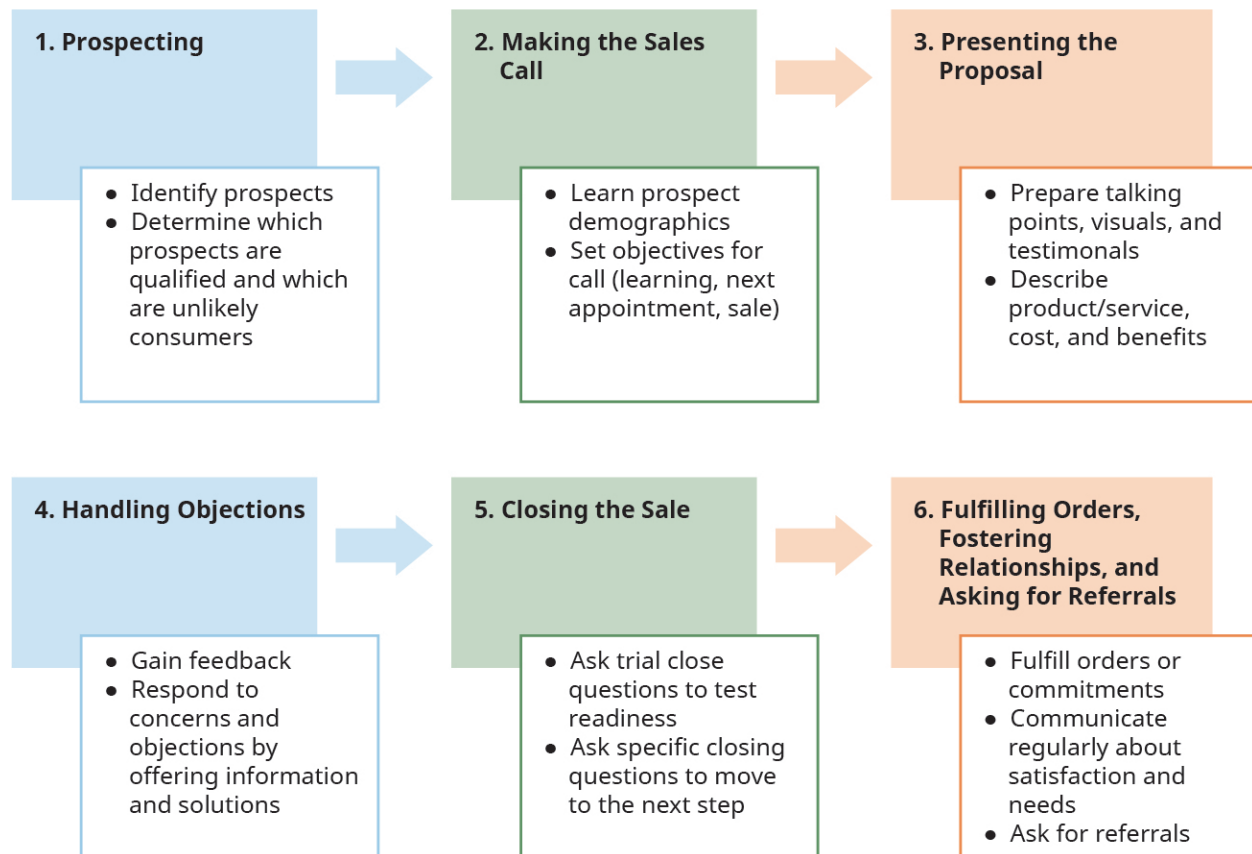 1. Prospecting
● Identify prospects
● Determine which
prospects are
qualified and which
are unlikely
consumers
2. Making the Sales
Call
● Learn prospect
demographics
● Set objectives for
call (learning, next
appointment, sale)
3. Presenting the
Proposal
● Prepare talking
points, visuals, and
testimonals
● Describe
product/service,
cost, and benefits
4. Handling Objections
● Gain feedback
● Respond to
concerns and
objections by
offering information
and solutions
5. Closing the Sale
● Ask trial close
questions to test
readiness
● Ask specific closing
questions to move
to the next step
6. Fulfilling Orders,
Fostering
Relationships, and
Asking for Referrals
● Fulfill orders or
commitments
● Communicate
regularly about
satisfaction and
needs
● Ask for referrals